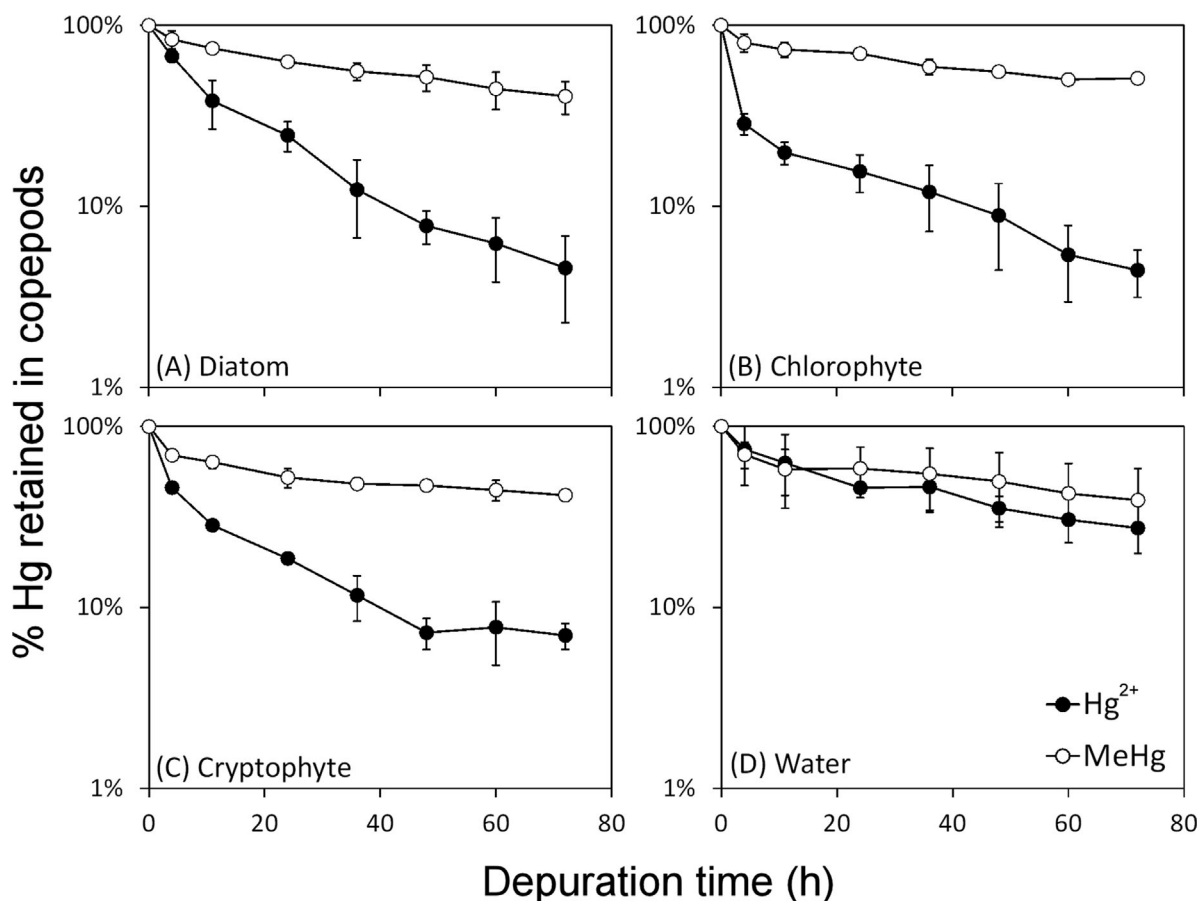 % Hg retained in copepods
100%
10%
1%
(A) Diatom
100%
10%
1%
(B) Chlorophyte
100%
10%
1%
0 20 40 60 80
(C) Cryptophyte
100%
10%
1%
0 20 40 60 80
(D) Water
Hg²⁺
MeHg
Depuration time (h)